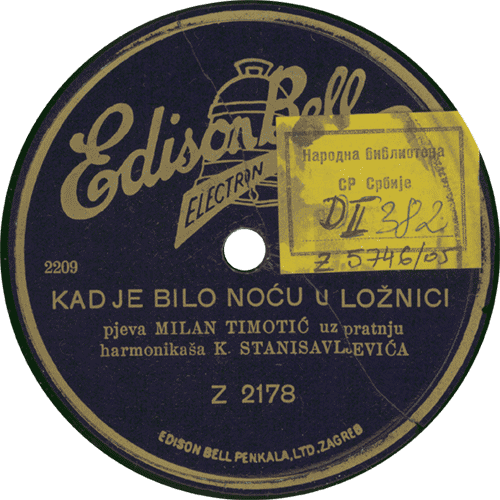 Edison Bell
ELECTRON
Народна библиотека
СР Србије
DII 382
Z 5746/05
2209
KAD JE BILO NOĆU U LOŽNICI
pjeva MILAN TIMOTIĆ uz pratnju
harmonikaša K. STANISAVLJEVIĆA
Z 2178
EDISON BELL PENKALA, LTD. ZAGREB